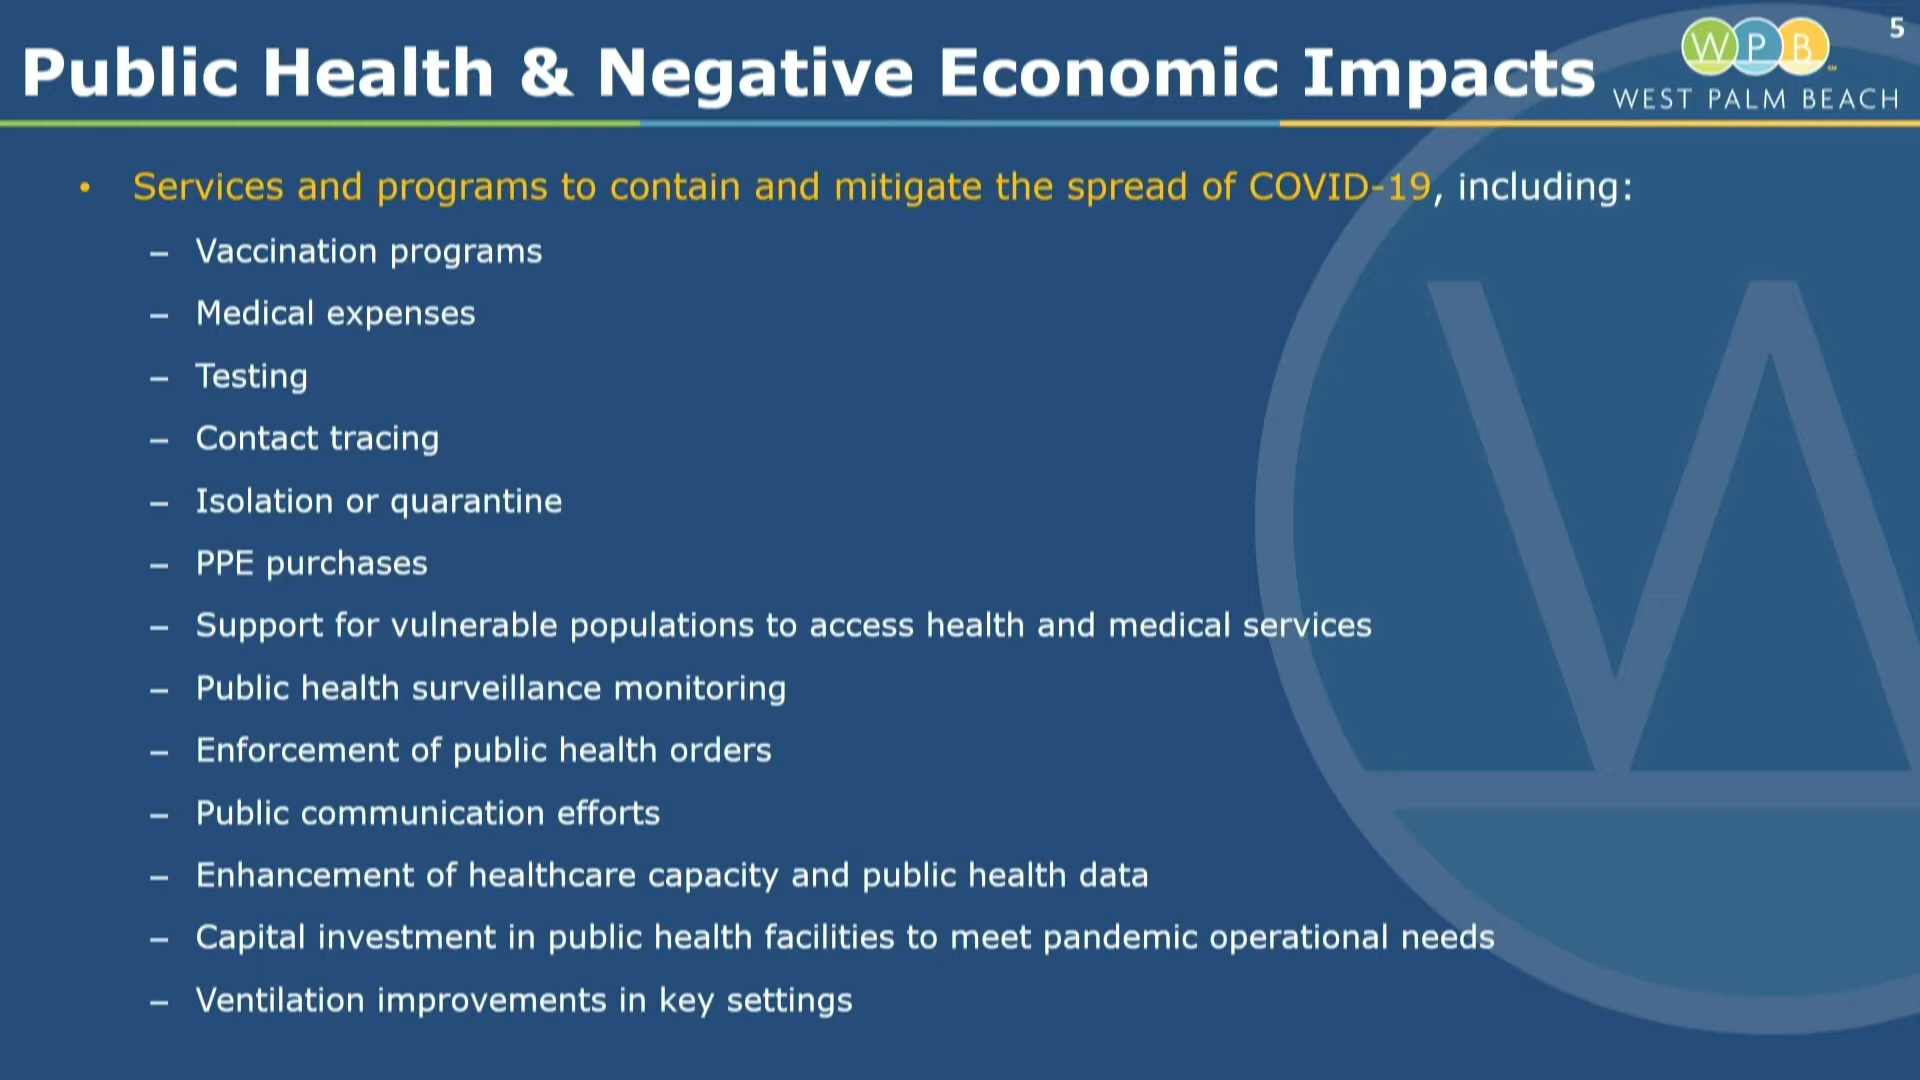 5
Public Health & Negative Economic Impacts
WPB
WEST PALM BEACH
• Services and programs to contain and mitigate the spread of COVID-19, including:
– Vaccination programs
– Medical expenses
– Testing
– Contact tracing
– Isolation or quarantine
– PPE purchases
– Support for vulnerable populations to access health and medical services
– Public health surveillance monitoring
– Enforcement of public health orders
– Public communication efforts
– Enhancement of healthcare capacity and public health data
– Capital investment in public health facilities to meet pandemic operational needs
– Ventilation improvements in key settings